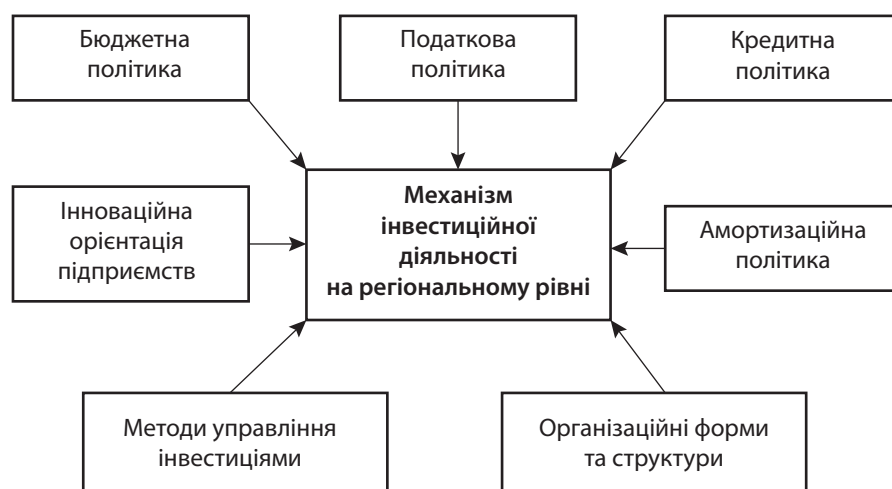 Бюджетна
політика
Податкова
політика
Кредитна
політика
Інноваційна
орієнтація
підприємств
Механізм
інвестиційної
діяльності
на регіональному рівні
Амортизаційна
політика
Методи управління
інвестиціями
Організаційні форми
та структури